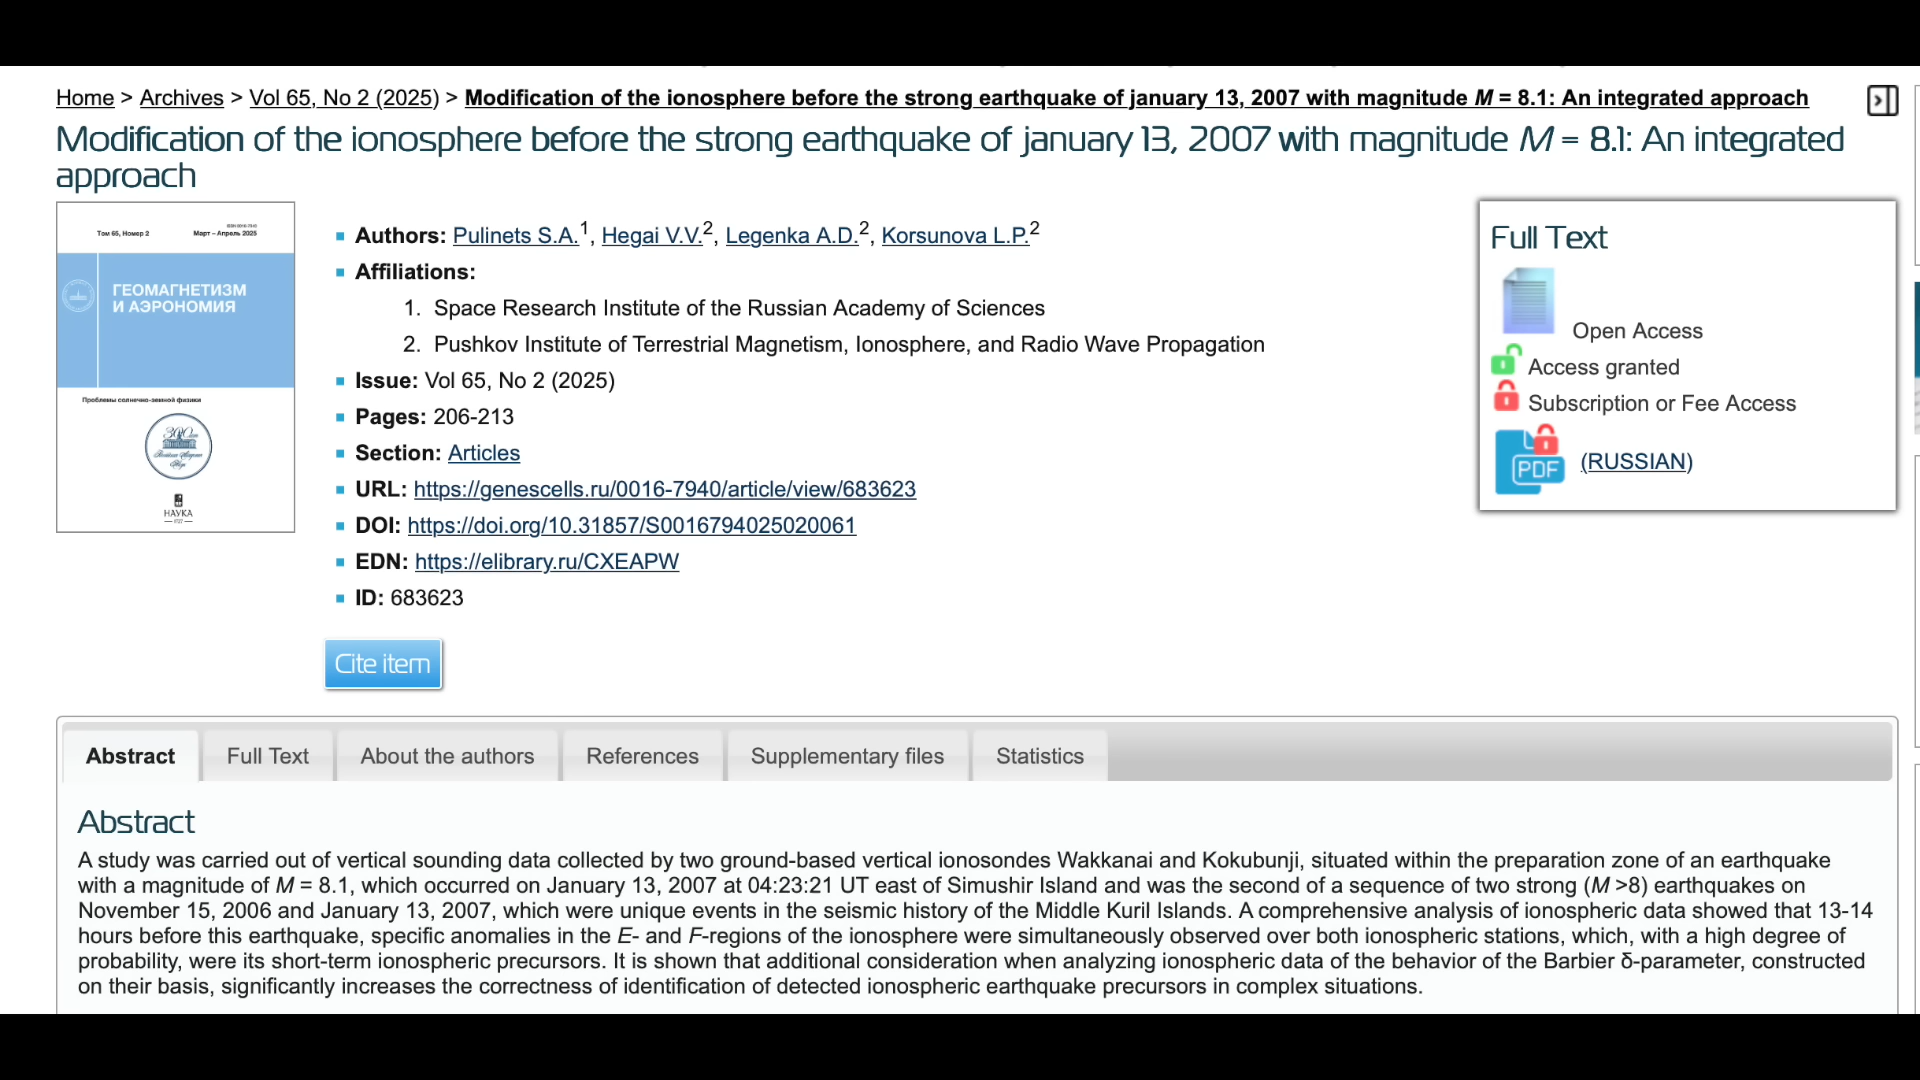 Home > Archives > Vol 65, No 2 (2025) > Modification of the ionosphere before the strong earthquake of january 13, 2007 with magnitude M = 8.1: An integrated approach
Modification of the ionosphere before the strong earthquake of january 13, 2007 with magnitude M = 8.1: An integrated
approach
Том 65, Номер 2
Март – Апрель 2025
ГЕОМАГНЕТИЗМ
И АЭРОНОМИЯ
Проблемы солнечно-земной физики
НАУКА
Authors: Pulinets S.A.1, Hegai V.V.2, Legenka A.D.2, Korsunova L.P.2
Affiliations:
1. Space Research Institute of the Russian Academy of Sciences
2. Pushkov Institute of Terrestrial Magnetism, Ionosphere, and Radio Wave Propagation
Issue: Vol 65, No 2 (2025)
Pages: 206-213
Section: Articles
URL: https://genescells.ru/0016-7940/article/view/683623
DOI: https://doi.org/10.31857/S0016794025020061
EDN: https://elibrary.ru/CXEAPW
ID: 683623
Cite item
Full Text
Open Access
Access granted
Subscription or Fee Access
PDF (RUSSIAN)
Abstract Full Text About the authors References Supplementary files Statistics
Abstract
A study was carried out of vertical sounding data collected by two ground-based vertical ionosondes Wakkanai and Kokubunji, situated within the preparation zone of an earthquake
with a magnitude of M = 8.1, which occurred on January 13, 2007 at 04:23:21 UT east of Simushir Island and was the second of a sequence of two strong (M >8) earthquakes on
November 15, 2006 and January 13, 2007, which were unique events in the seismic history of the Middle Kuril Islands. A comprehensive analysis of ionospheric data showed that 13-14
hours before this earthquake, specific anomalies in the E- and F-regions of the ionosphere were simultaneously observed over both ionospheric stations, which, with a high degree of
probability, were its short-term ionospheric precursors. It is shown that additional consideration when analyzing ionospheric data of the behavior of the Barbier δ-parameter, constructed
on their basis, significantly increases the correctness of identification of detected ionospheric earthquake precursors in complex situations.